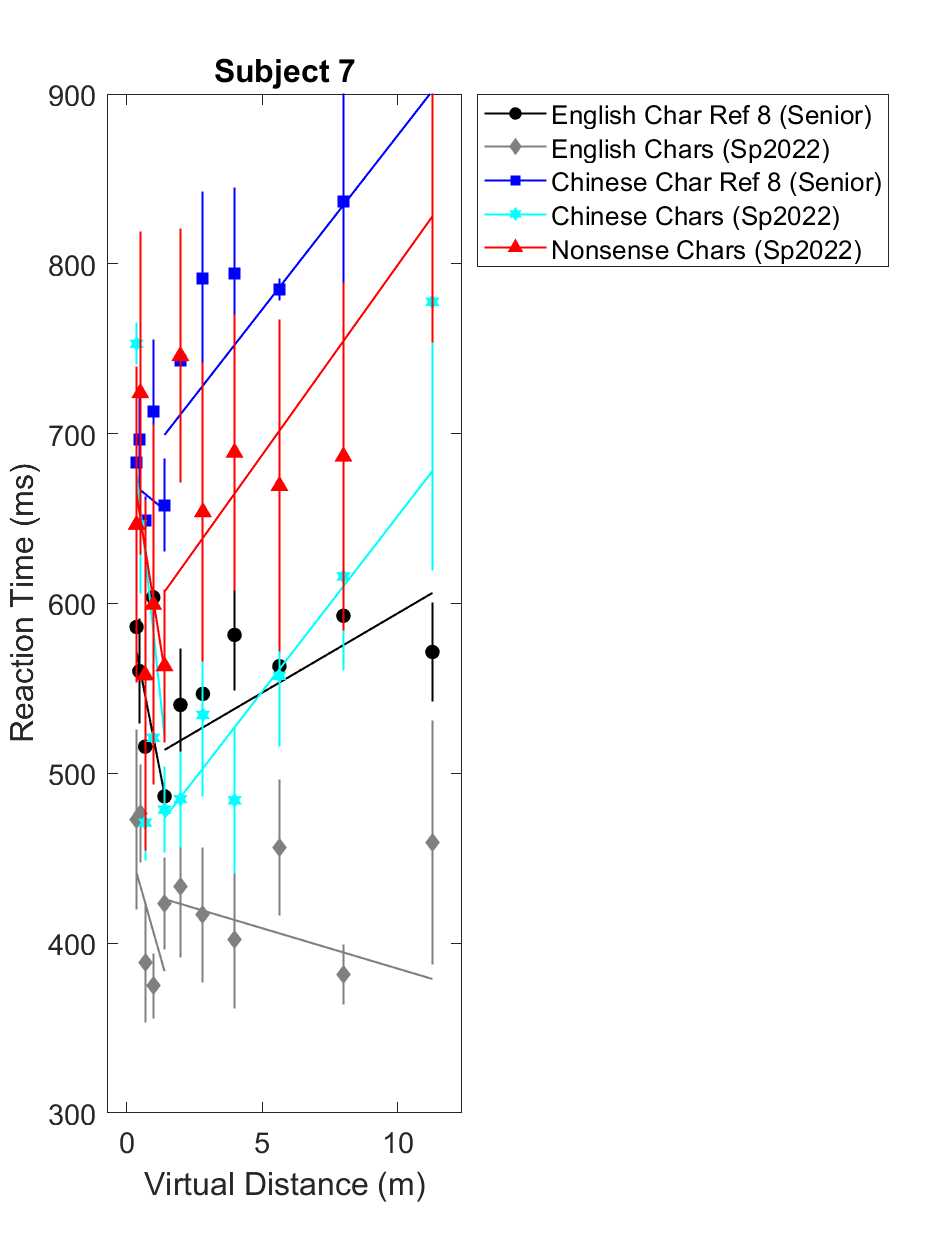 Subject 7
900
800
700
600
500
400
300
0 5 10
Reaction Time (ms)
Virtual Distance (m)
English Char Ref 8 (Senior)
English Chars (Sp2022)
Chinese Char Ref 8 (Senior)
Chinese Chars (Sp2022)
Nonsense Chars (Sp2022)